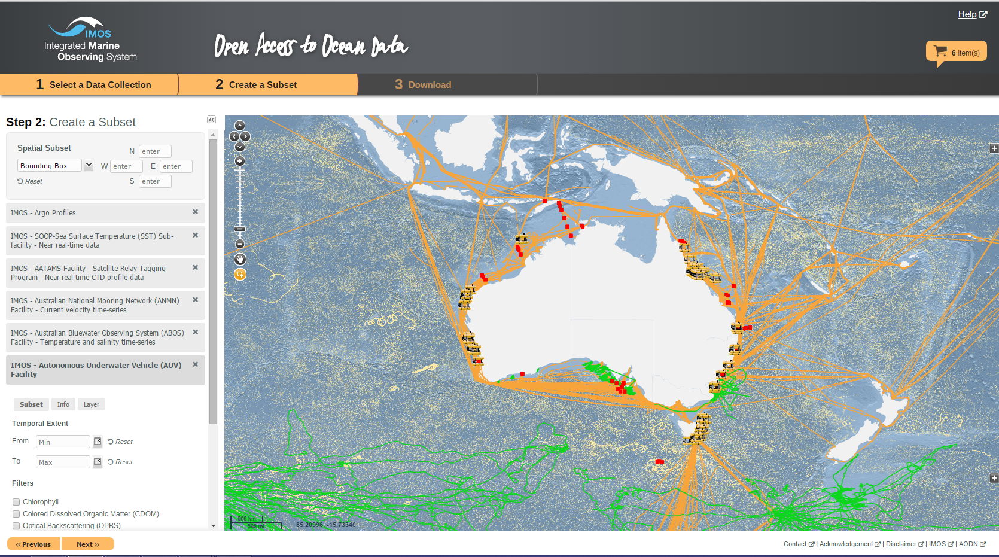 Help
IMOS
Integrated Marine
Observing System
Open Access to Ocean Data
6 item(s)
1 Select a Data Collection
2 Create a Subset
3 Download
Step 2: Create a Subset
Spatial Subset
N enter
Bounding Box
W enter E enter
Reset
S enter
IMOS - Argo Profiles
IMOS - SOOP-Sea Surface Temperature (SST) Sub-
facility - Near real-time data
IMOS - AATAMS Facility - Satellite Relay Tagging
Program - Near real-time CTD profile data
IMOS - Australian National Mooring Network (ANMN)
Facility - Current velocity time-series
IMOS - Australian Bluewater Observing System (ABOS)
Facility - Temperature and salinity time-series
IMOS - Autonomous Underwater Vehicle (AUV)
Facility
Subset Info Layer
Temporal Extent
From Min Reset
To Max Reset
Filters
Chlorophyll
Colored Dissolved Organic Matter (CDOM)
Optical Backscattering (OPBS)
500 km
500 mi
85.20996, -15.73340
« Previous
Next »
Contact | Acknowledgement | Disclaimer | IMOS | AODN